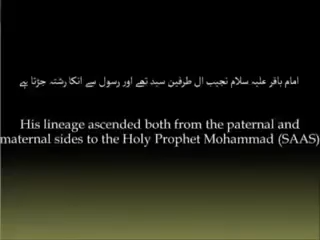 امام باقر علیہ سلام نجیب ال طرفین سید تھے اور رسول سے انکا رشتہ جڑتا ہے
His lineage ascended both from the paternal and
maternal sides to the Holy Prophet Mohammad (SAAS)